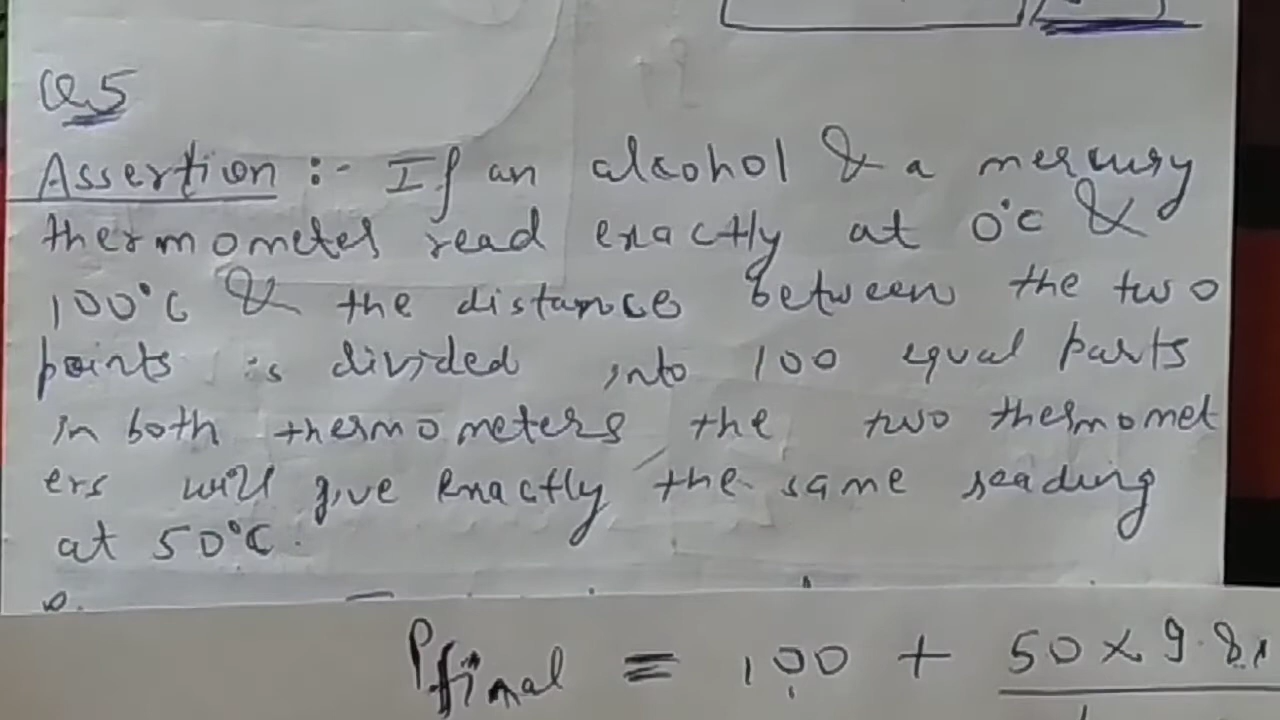 Q5
Assertion :- If an alcohol & a mercury
thermometer read exactly at 0°C &
100°C & the distance between the two
points is divided into 100 equal parts
in both thermometers the two thermomet
ers will give exactly the same reading
at 50°C.
Pfinal = 100 + 50 × 9.81